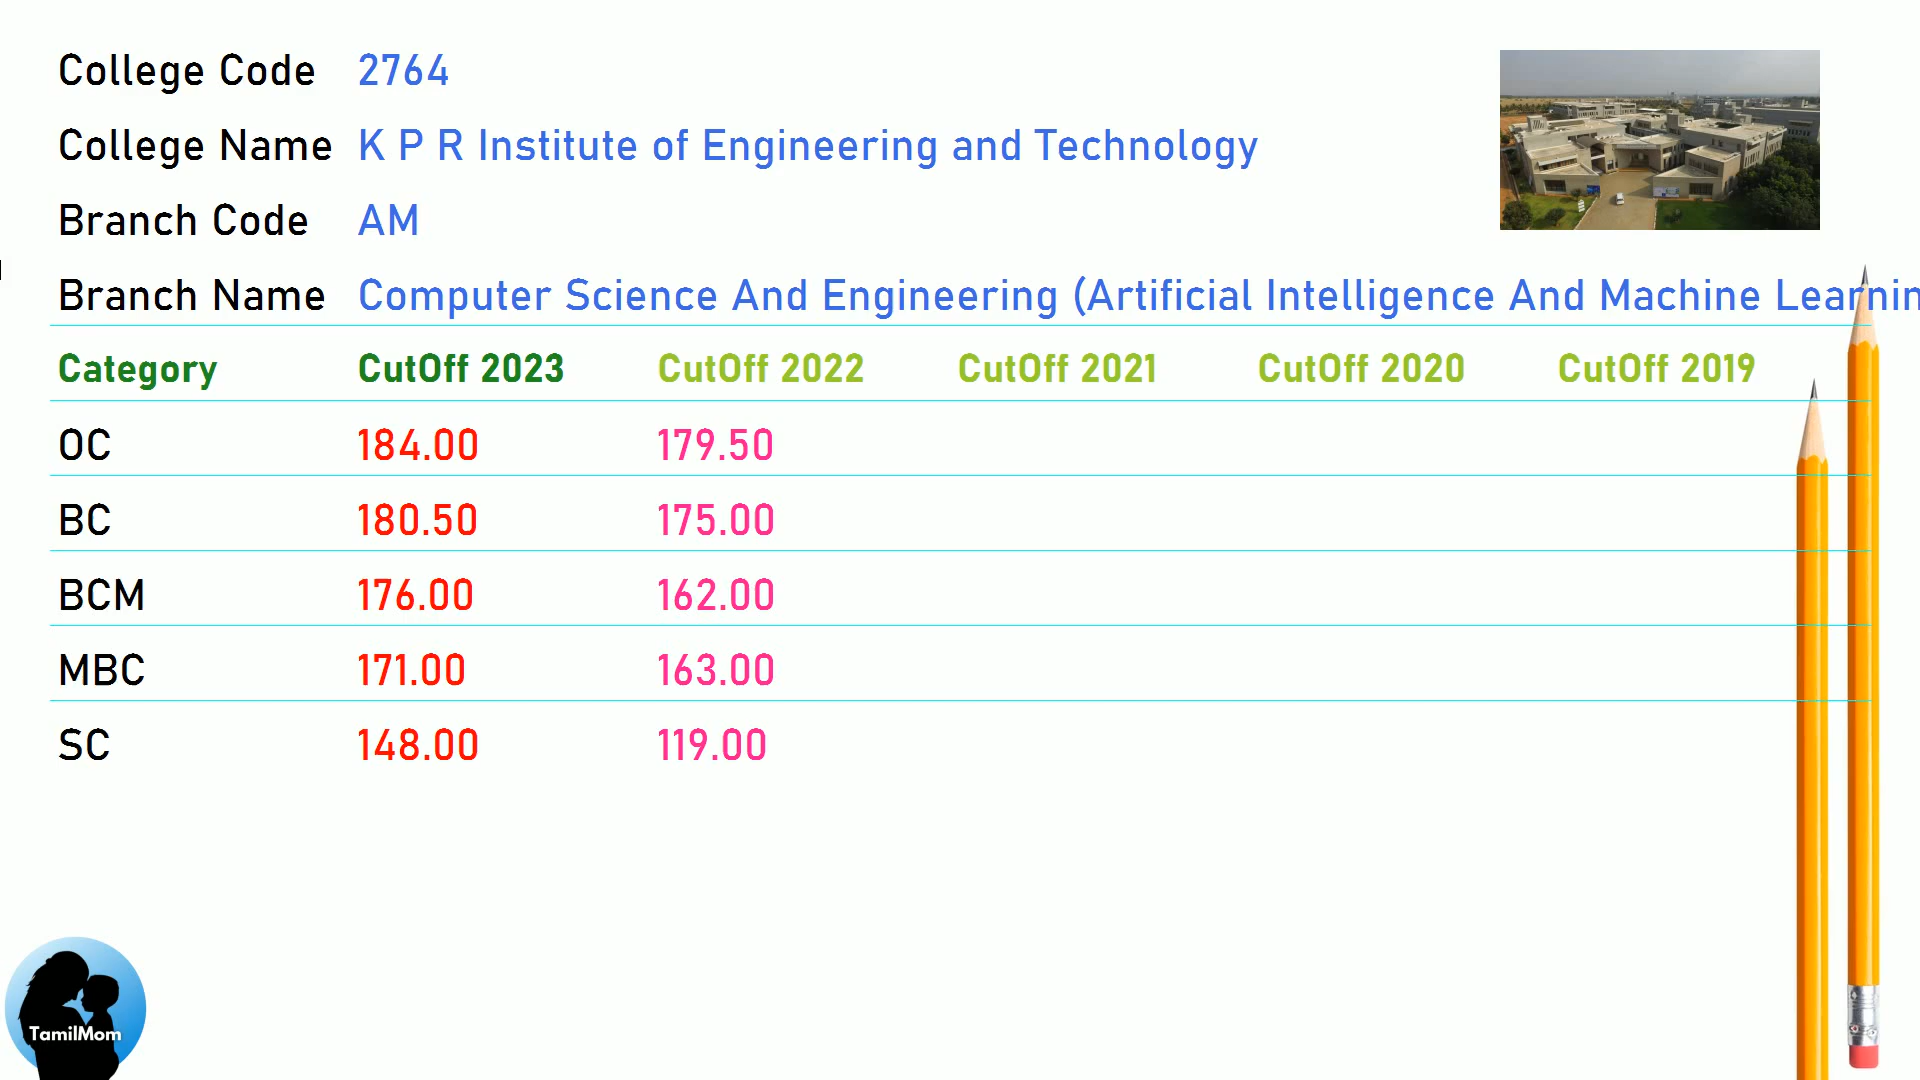 College Code 2764
College Name K P R Institute of Engineering and Technology
Branch Code AM
Branch Name Computer Science And Engineering (Artificial Intelligence And Machine Learnin
Category CutOff 2023 CutOff 2022 CutOff 2021 CutOff 2020 CutOff 2019
OC 184.00 179.50
BC 180.50 175.00
BCM 176.00 162.00
MBC 171.00 163.00
SC 148.00 119.00
TamilMom